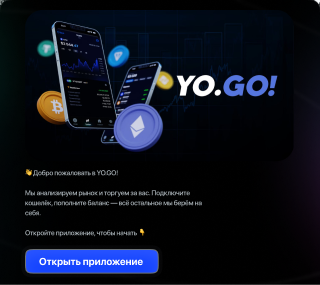 YO.GO!
👋Добро пожаловать в YO.GO!
Мы анализируем рынок и торгуем за вас. Подключите
кошелёк, пополните баланс — всё остальное мы берём на
себя.
Откройте приложение, чтобы начать 👇
Открыть приложение